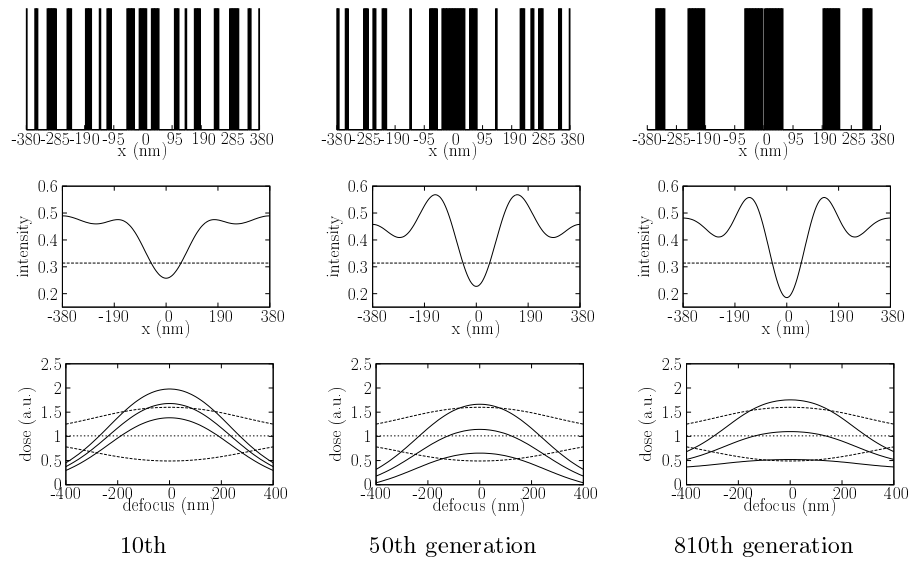 -380 -285 -190 -95 0 95 190 285 380
x (nm)
-380 -285 -190 -95 0 95 190 285 380
x (nm)
-380 -285 -190 -95 0 95 190 285 380
x (nm)
intensity
0.6
0.5
0.4
0.3
0.2
-380 -190 0 190 380
x (nm)
intensity
0.6
0.5
0.4
0.3
0.2
-380 -190 0 190 380
x (nm)
intensity
0.6
0.5
0.4
0.3
0.2
-380 -190 0 190 380
x (nm)
dose (a.u.)
2.5
2
1.5
1
0.5
0
-400 -200 0 200 400
defocus (nm)
dose (a.u.)
2.5
2
1.5
1
0.5
0
-400 -200 0 200 400
defocus (nm)
dose (a.u.)
2.5
2
1.5
1
0.5
0
-400 -200 0 200 400
defocus (nm)
10th
50th generation
810th generation